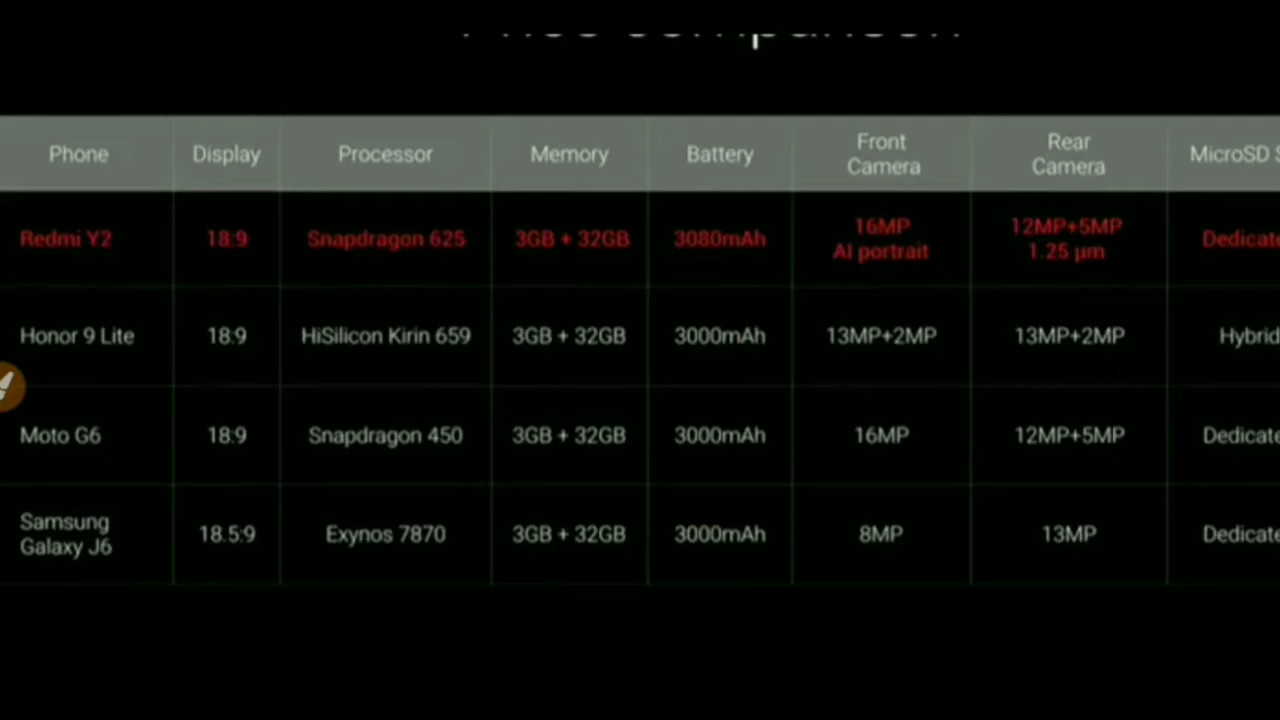 Phone Display Processor Memory Battery Front Camera Rear Camera MicroSD
Redmi Y2 18:9 Snapdragon 625 3GB + 32GB 3080mAh 16MP AI portrait 12MP+5MP 1.25 µm
Honor 9 Lite 18:9 HiSilicon Kirin 659 3GB + 32GB 3000mAh 13MP+2MP 13MP+2MP Hybrid
Moto G6 18:9 Snapdragon 450 3GB + 32GB 3000mAh 16MP 12MP+5MP
Samsung Galaxy J6 18.5:9 Exynos 7870 3GB + 32GB 3000mAh 8MP 13MP